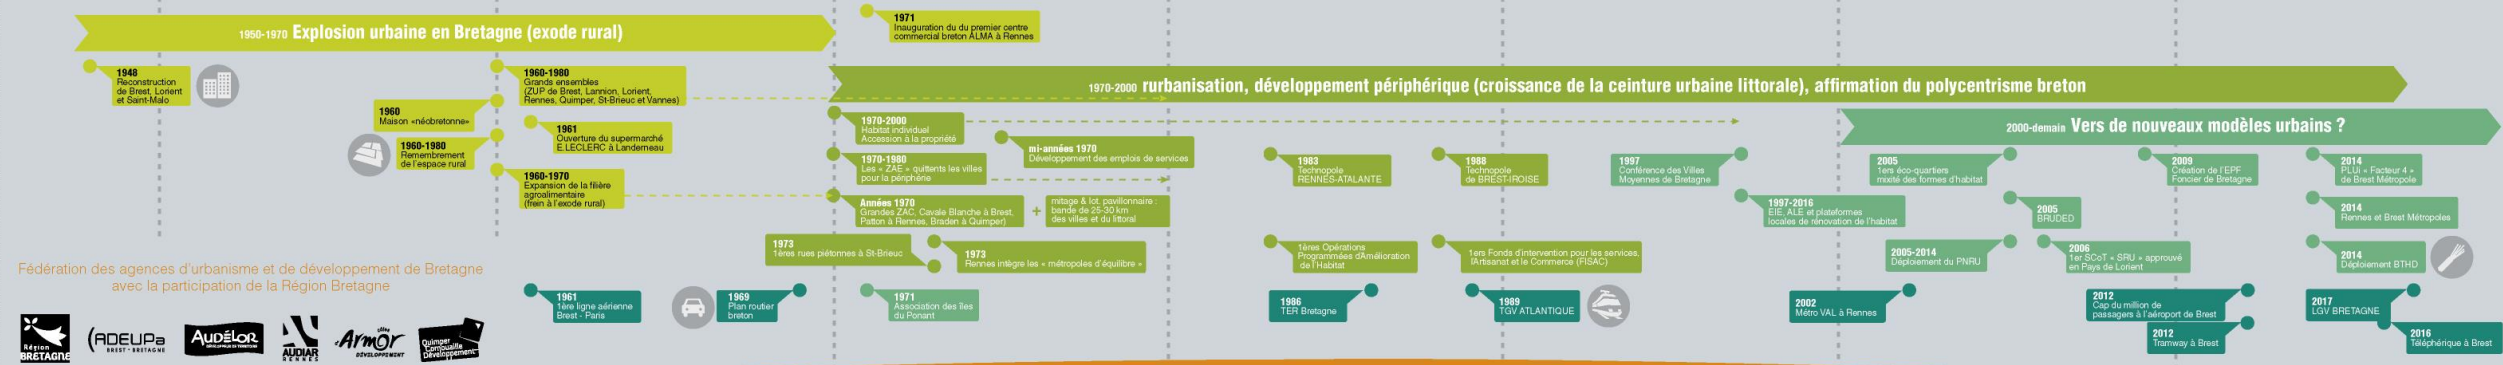 1950-1970 Explosion urbaine en Bretagne (exode rural)
1971
Inauguration du du premier centre
commercial breton ALMA à Rennes
1948
Reconstruction
de Brest, Lorient
et Saint-Malo
1960-1980
Grands ensembles
(ZUP de Brest, Lannion, Lorient,
Rennes, Quimper, St-Brieuc et Vannes)
1960
Maison «néobretonne»
1961
Ouverture du supermarché
E.LECLERC à Landerneau
1960-1980
Remembrement
de l'espace rural
1960-1970
Expansion de la filière
agroalimentaire
(frein à l'exode rural)
1970-2000 rurbanisation, développement périphérique (croissance de la ceinture urbaine littorale), affirmation du polycentrisme breton
1970-2000
Habitat individuel
Accession à la propriété
mi-années 1970
Développement des emplois de services
1970-1980
Les « ZAE » quittent les villes
pour la périphérie
Années 1970
Grandes ZAC, Cavale Blanche à Brest,
Patton à Rennes, Braden à Quimper)
+
mitage & lot. pavillonnaire :
bande de 25-30 km
des villes et du littoral
1973
1ères rues piétonnes à St-Brieuc
1973
Rennes intègre les « métropoles d'équilibre »
1983
Technopole
RENNES-ATALANTE
1988
Technopole
de BREST-IROISE
1997
Conférence des Villes
Moyennes de Bretagne
1997-2016
EIE, ALE et plateformes
locales de rénovation de l'habitat
1ères Opérations
Programmées d'Amélioration
de l'Habitat
1ers Fonds d'intervention pour les services,
l'Artisanat et le Commerce (FISAC)
2000-demain Vers de nouveaux modèles urbains ?
2005
1ers éco-quartiers
mixité des formes d'habitat
2009
Création de l'EPF
Foncier de Bretagne
2014
PLUi « Facteur 4 »
de Brest Métropole
2005
BRUDED
2014
Rennes et Brest Métropoles
2005-2014
Déploiement du PNRU
2006
1er SCoT « SRU » approuvé
en Pays de Lorient
2014
Déploiement BTHD
Fédération des agences d'urbanisme et de développement de Bretagne
avec la participation de la Région Bretagne
1961
1ère ligne aérienne
Brest - Paris
1969
Plan routier
breton
1971
Association des îles
du Ponant
1986
TER Bretagne
1989
TGV ATLANTIQUE
2002
Métro VAL à Rennes
2012
Cap du million de
passagers à l'aéroport de Brest
2012
Tramway à Brest
2017
LGV BRETAGNE
2016
Téléphérique à Brest
Région
BRETAGNE
ADEUPa
BREST-BRETAGNE
AUDÉLOR
AUDIAR
RENNES
côtes
d'Armor
DÉVELOPPEMENT
Quimper
Cornouaille
Développement